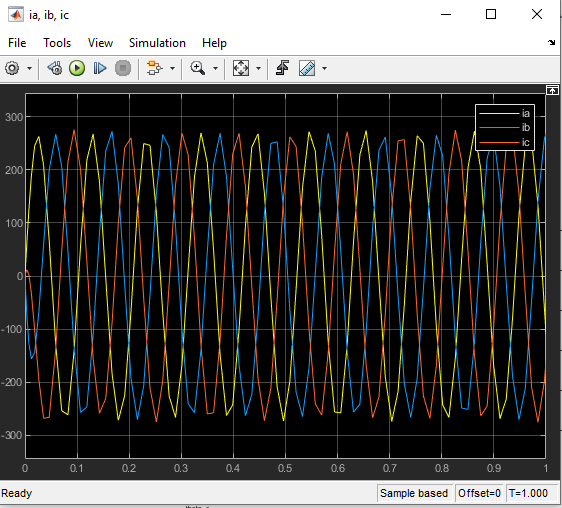 ia, ib, ic
File Tools View Simulation Help
ia
ib
ic
300
200
100
0
-100
-200
-300
0 0.1 0.2 0.3 0.4 0.5 0.6 0.7 0.8 0.9 1
Ready Sample based Offset=0 T=1.000